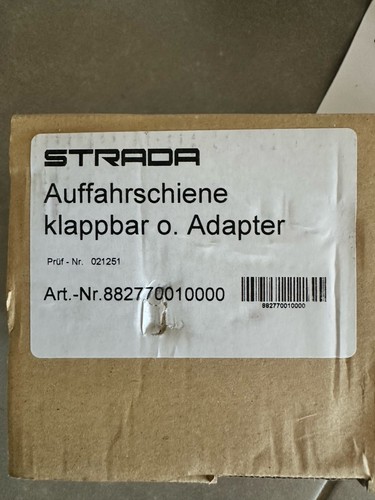 STRADA
Auffahrschiene
klappbar o. Adapter
Prüf - Nr. 021251
Art.-Nr.882770010000
882770010000